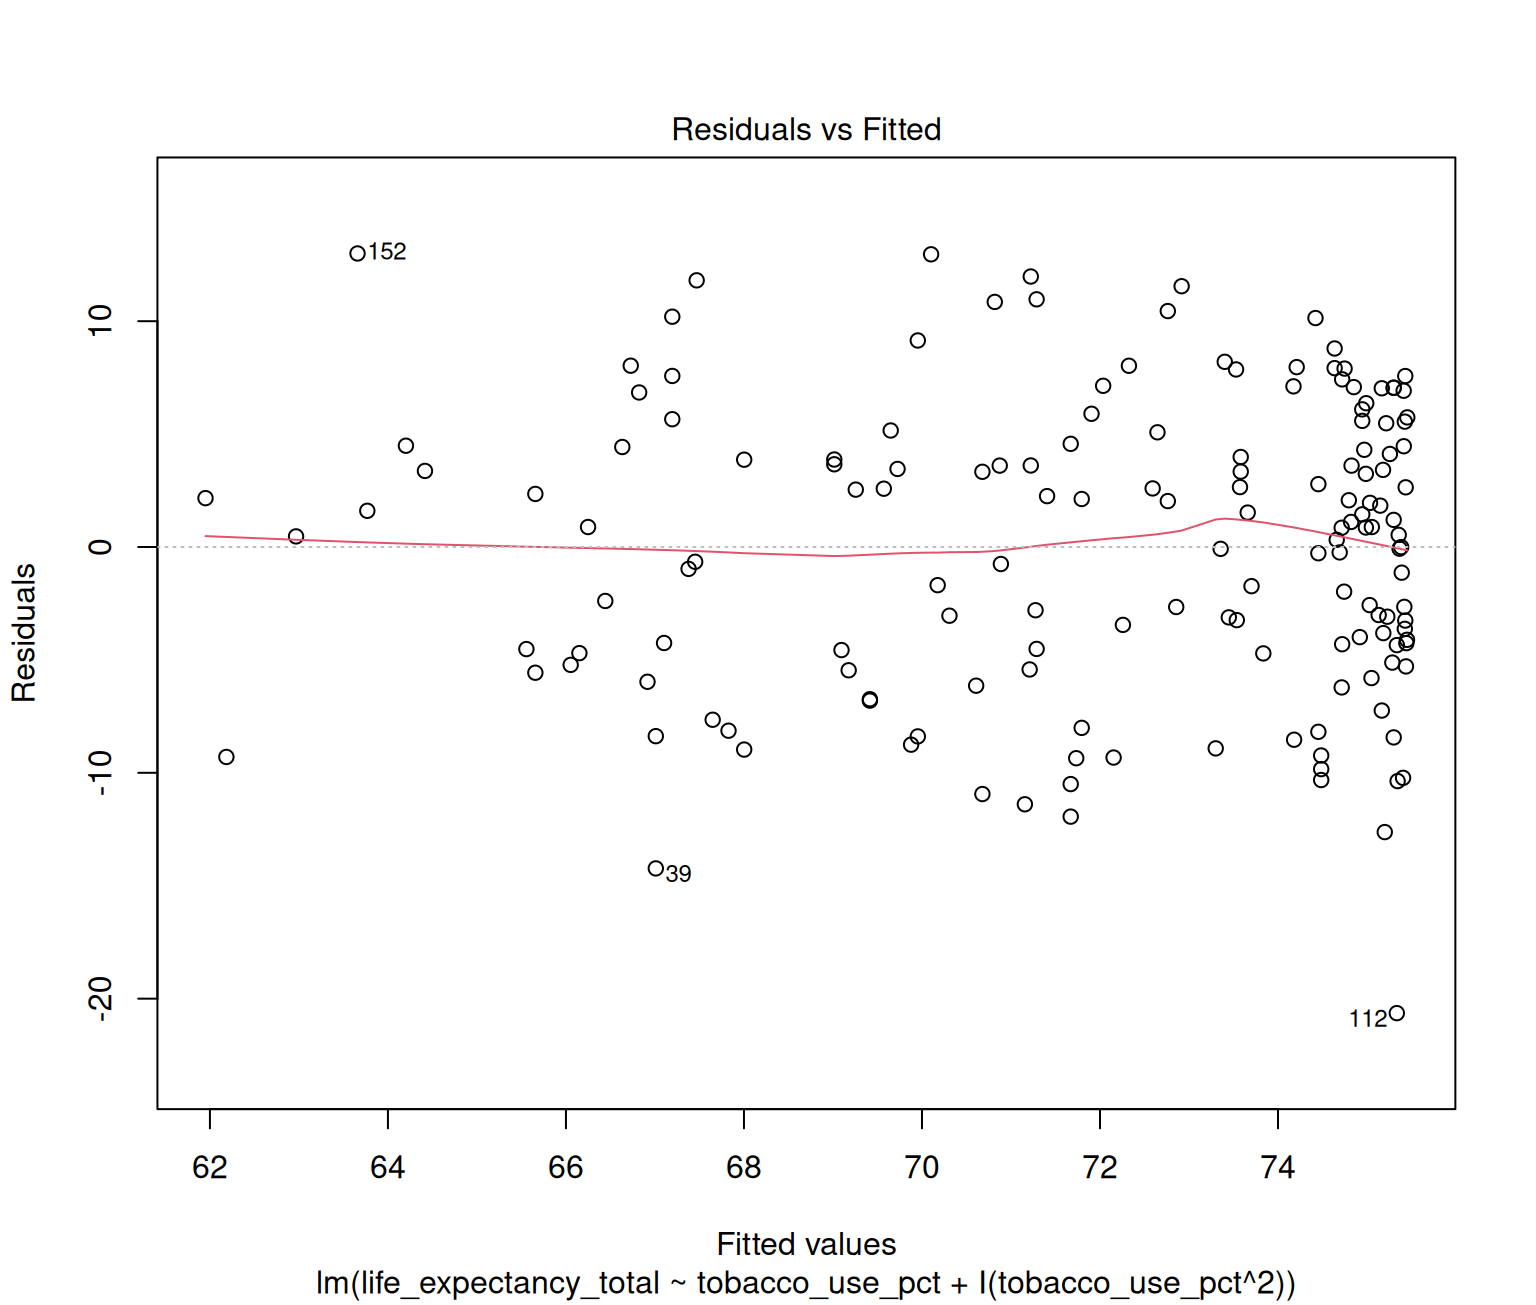 Residuals vs Fitted
152
10
0
-10
-20
Residuals
39
112
62 64 66 68 70 72 74
Fitted values
lm(life_expectancy_total ~ tobacco_use_pct + I(tobacco_use_pct^2))